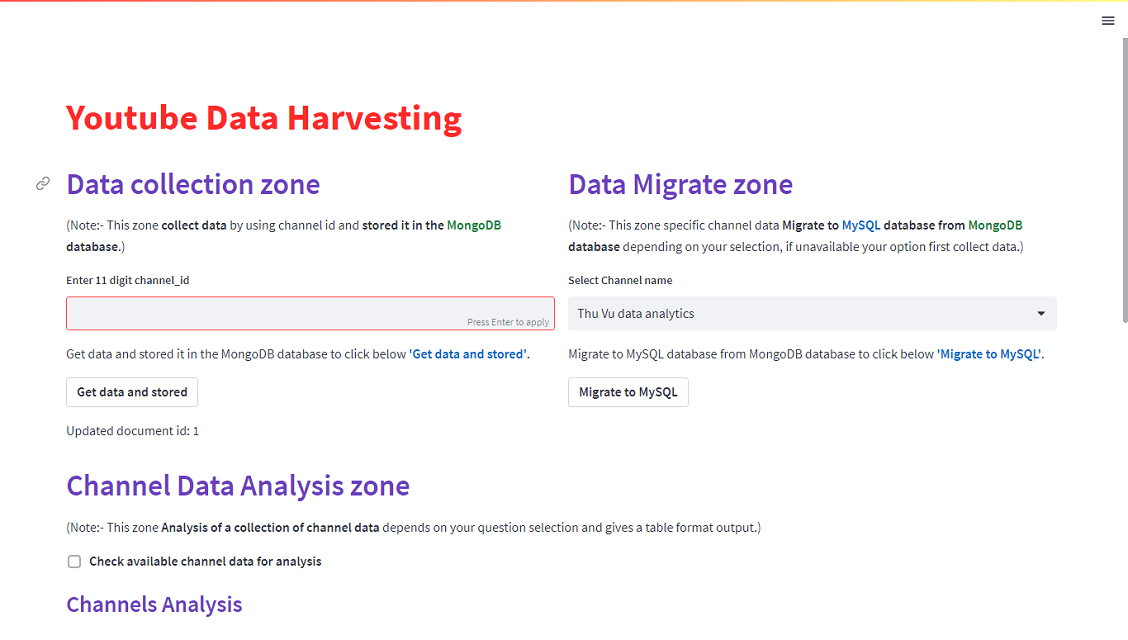 Youtube Data Harvesting
Data collection zone
(Note:- This zone collect data by using channel id and stored it in the MongoDB
database.)
Enter 11 digit channel_id
Press Enter to apply
Get data and stored it in the MongoDB database to click below 'Get data and stored'.
Get data and stored
Updated document id: 1
Data Migrate zone
(Note:- This zone specific channel data Migrate to MySQL database from MongoDB
database depending on your selection, if unavailable your option first collect data.)
Select Channel name
Thu Vu data analytics
Migrate to MySQL database from MongoDB database to click below 'Migrate to MySQL'.
Migrate to MySQL
Channel Data Analysis zone
(Note:- This zone Analysis of a collection of channel data depends on your question selection and gives a table format output.)
Check available channel data for analysis
Channels Analysis